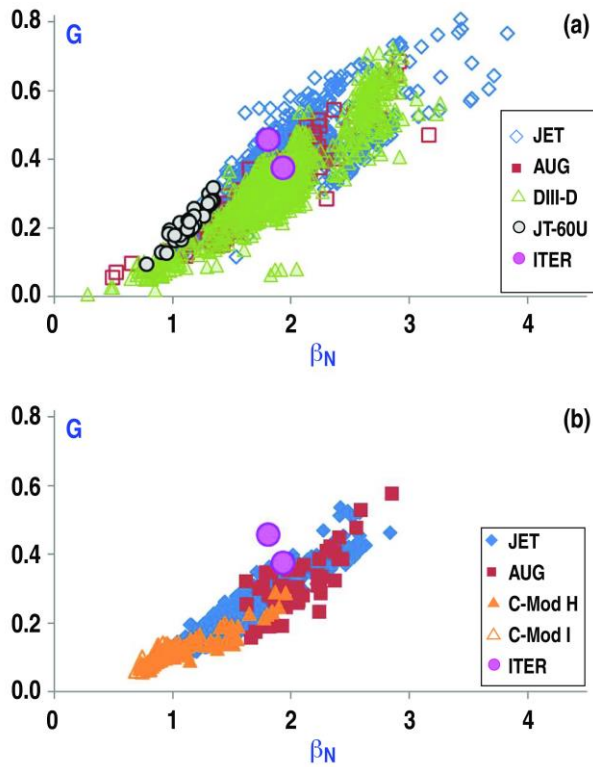 0.8
G
(a)
0.6
0.4
0.2
0.0
JET
AUG
DIII-D
JT-60U
ITER
0 1 2 3 4
βN
0.8
G
(b)
0.6
0.4
0.2
0.0
JET
AUG
C-Mod H
C-Mod I
ITER
0 1 2 3 4
βN